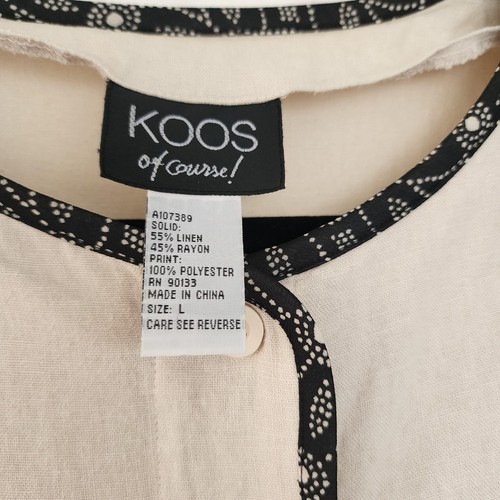 KOOS
of course!
A107389
SOLID:
55% LINEN
45% RAYON
PRINT:
100% POLYESTER
RN 90133
MADE IN CHINA
SIZE: L
CARE SEE REVERSE